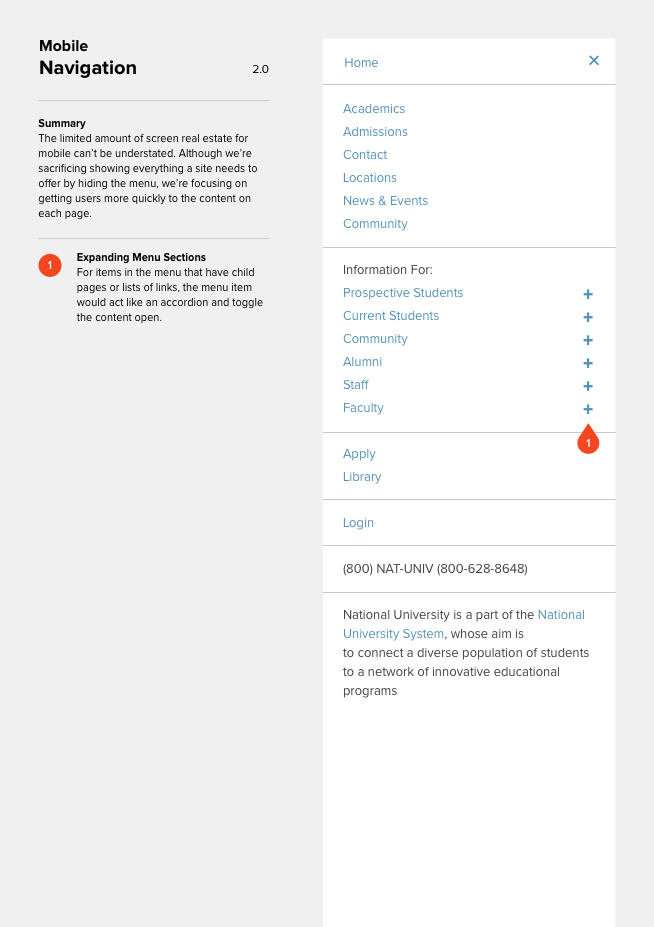 Mobile
Navigation 2.0
Summary
The limited amount of screen real estate for
mobile can’t be understated. Although we’re
sacrificing showing everything a site needs to
offer by hiding the menu, we’re focusing on
getting users more quickly to the content on
each page.
1
Expanding Menu Sections
For items in the menu that have child
pages or lists of links, the menu item
would act like an accordion and toggle
the content open.
Home ×
Academics
Admissions
Contact
Locations
News & Events
Community
Information For:
Prospective Students +
Current Students +
Community +
Alumni +
Staff +
Faculty +
1
Apply
Library
Login
(800) NAT-UNIV (800-628-8648)
National University is a part of the National
University System, whose aim is
to connect a diverse population of students
to a network of innovative educational
programs